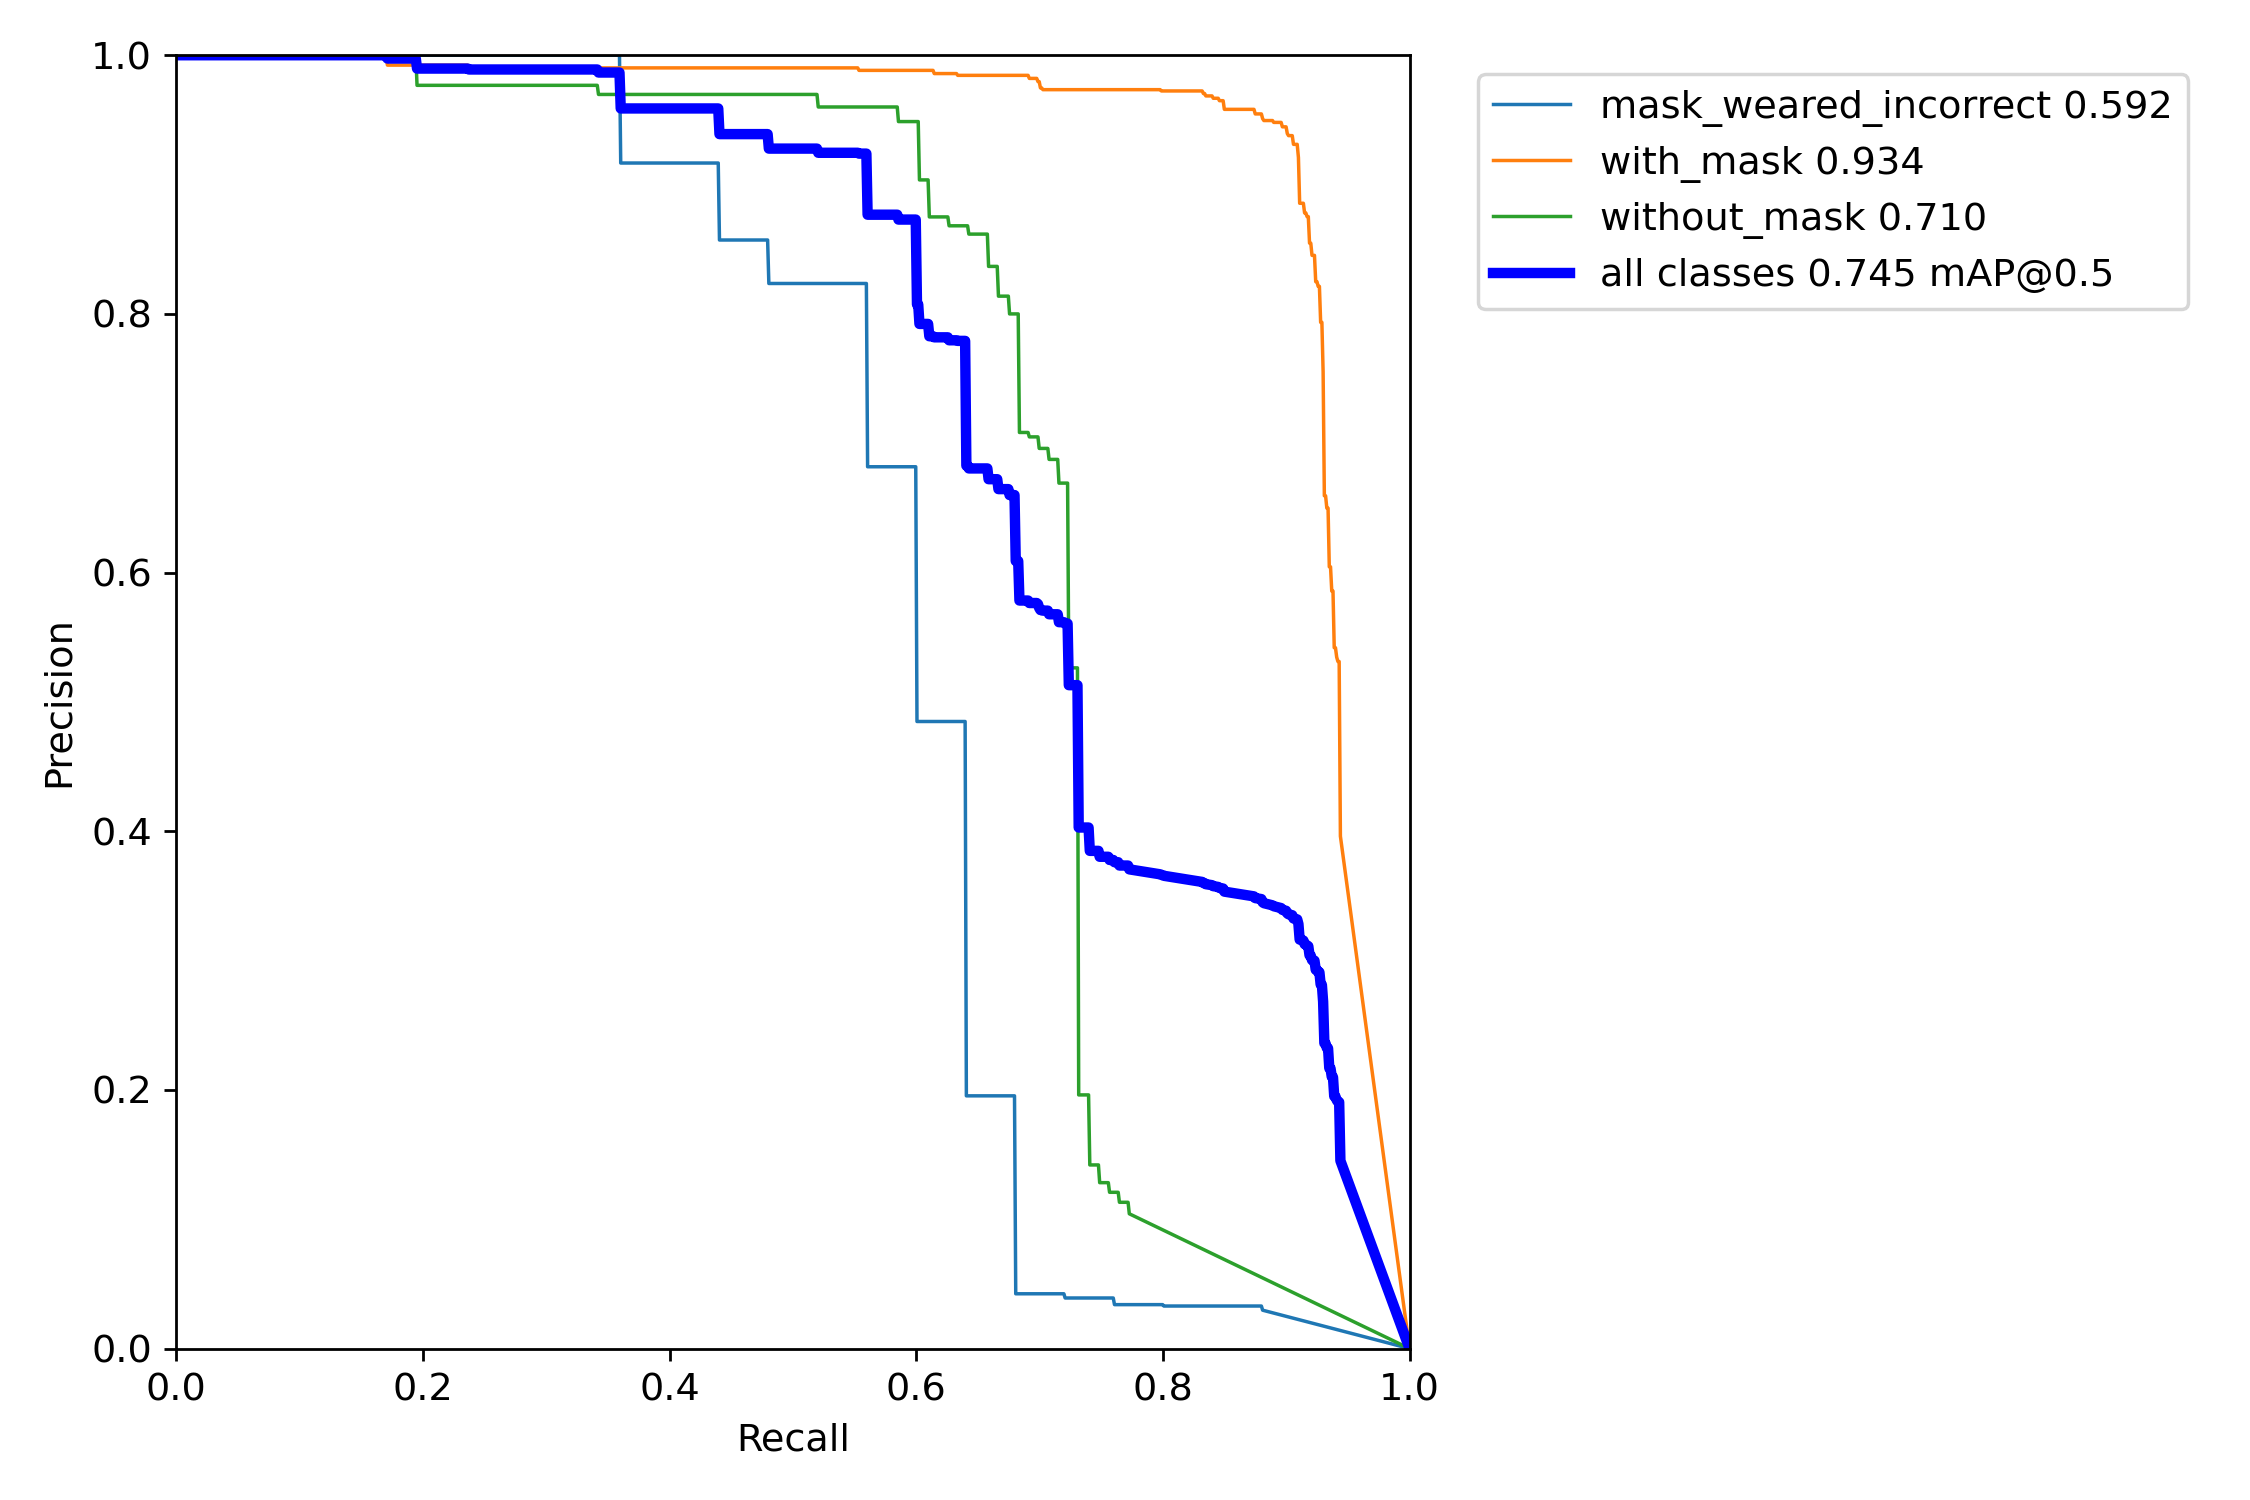 1.0
0.8
0.6
0.4
0.2
0.0
0.0 0.2 0.4 0.6 0.8 1.0
Precision
Recall
mask_weared_incorrect 0.592
with_mask 0.934
without_mask 0.710
all classes 0.745 mAP@0.5